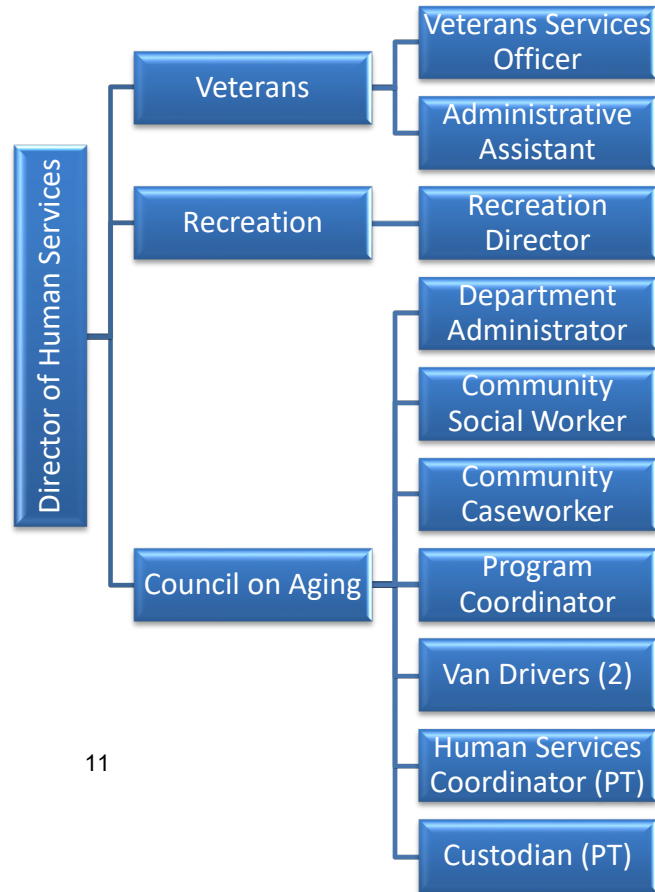 Director of Human Services
Veterans
Veterans Services
Officer
Administrative
Assistant
Recreation
Recreation
Director
Council on Aging
Department
Administrator
Community
Social Worker
Community
Caseworker
Program
Coordinator
Van Drivers (2)
Human Services
Coordinator (PT)
Custodian (PT)
11